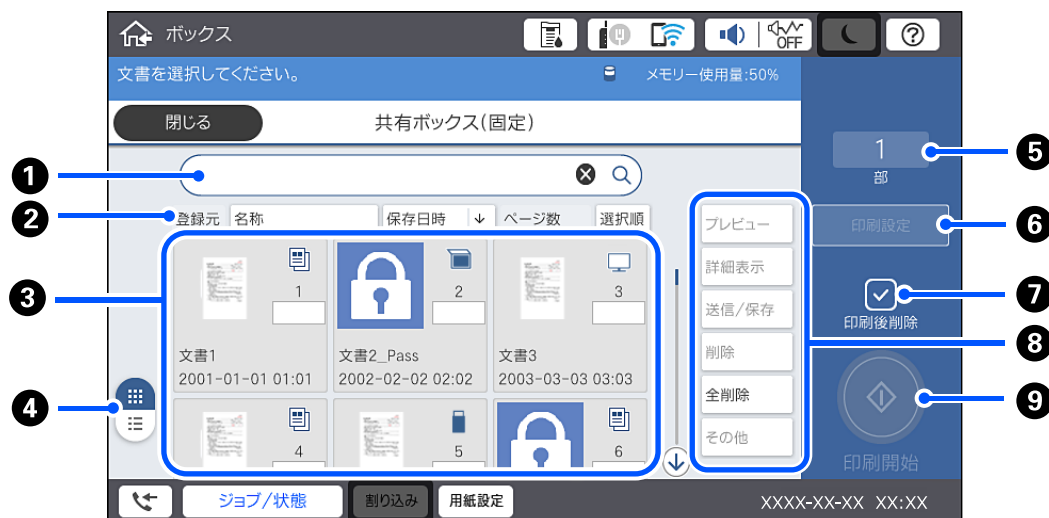 ボックス
OFF
文書を選択してください。
メモリー使用量:50%
閉じる
共有ボックス(固定)
1
部
5
1
2
登録元 名称 保存日時 ページ数 選択順
プレビュー
印刷設定
6
詳細表示
3
1
2
3
送信/保存
7
印刷後削除
8
文書1
文書2_Pass
文書3
削除
2001-01-01 01:01
2002-02-02 02:02
2003-03-03 03:03
全削除
4
9
4
5
6
その他
印刷開始
ジョブ/状態
割り込み
用紙設定
XXXX-XX-XX XX:XX